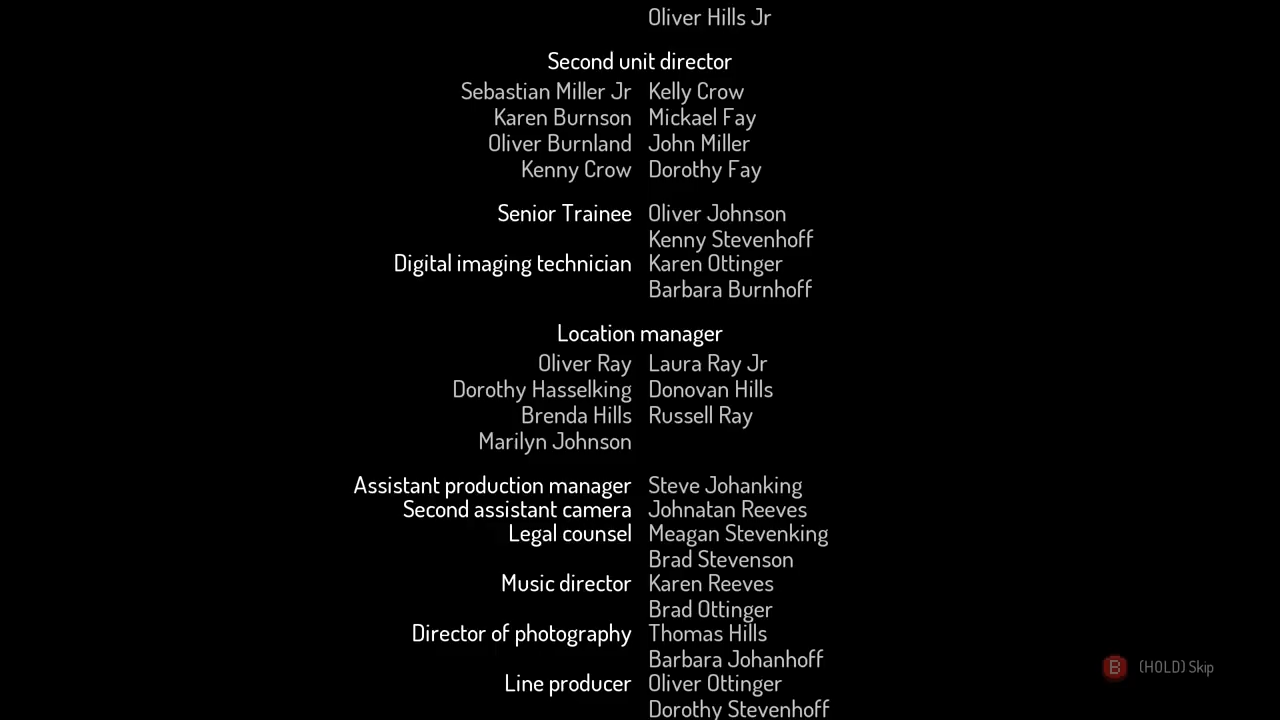 Oliver Hills Jr
Second unit director
Sebastian Miller Jr Kelly Crow
Karen Burnson Mickael Fay
Oliver Burnland John Miller
Kenny Crow Dorothy Fay
Senior Trainee Oliver Johnson
Kenny Stevenhoff
Digital imaging technician Karen Ottinger
Barbara Burnhoff
Location manager
Oliver Ray Laura Ray Jr
Dorothy Hasselking Donovan Hills
Brenda Hills Russell Ray
Marilyn Johnson
Assistant production manager Steve Johanking
Second assistant camera Johnatan Reeves
Legal counsel Meagan Stevenking
Brad Stevenson
Music director Karen Reeves
Brad Ottinger
Director of photography Thomas Hills
Barbara Johanhoff
B (HOLD) Skip
Line producer Oliver Ottinger
Dorothy Stevenhoff